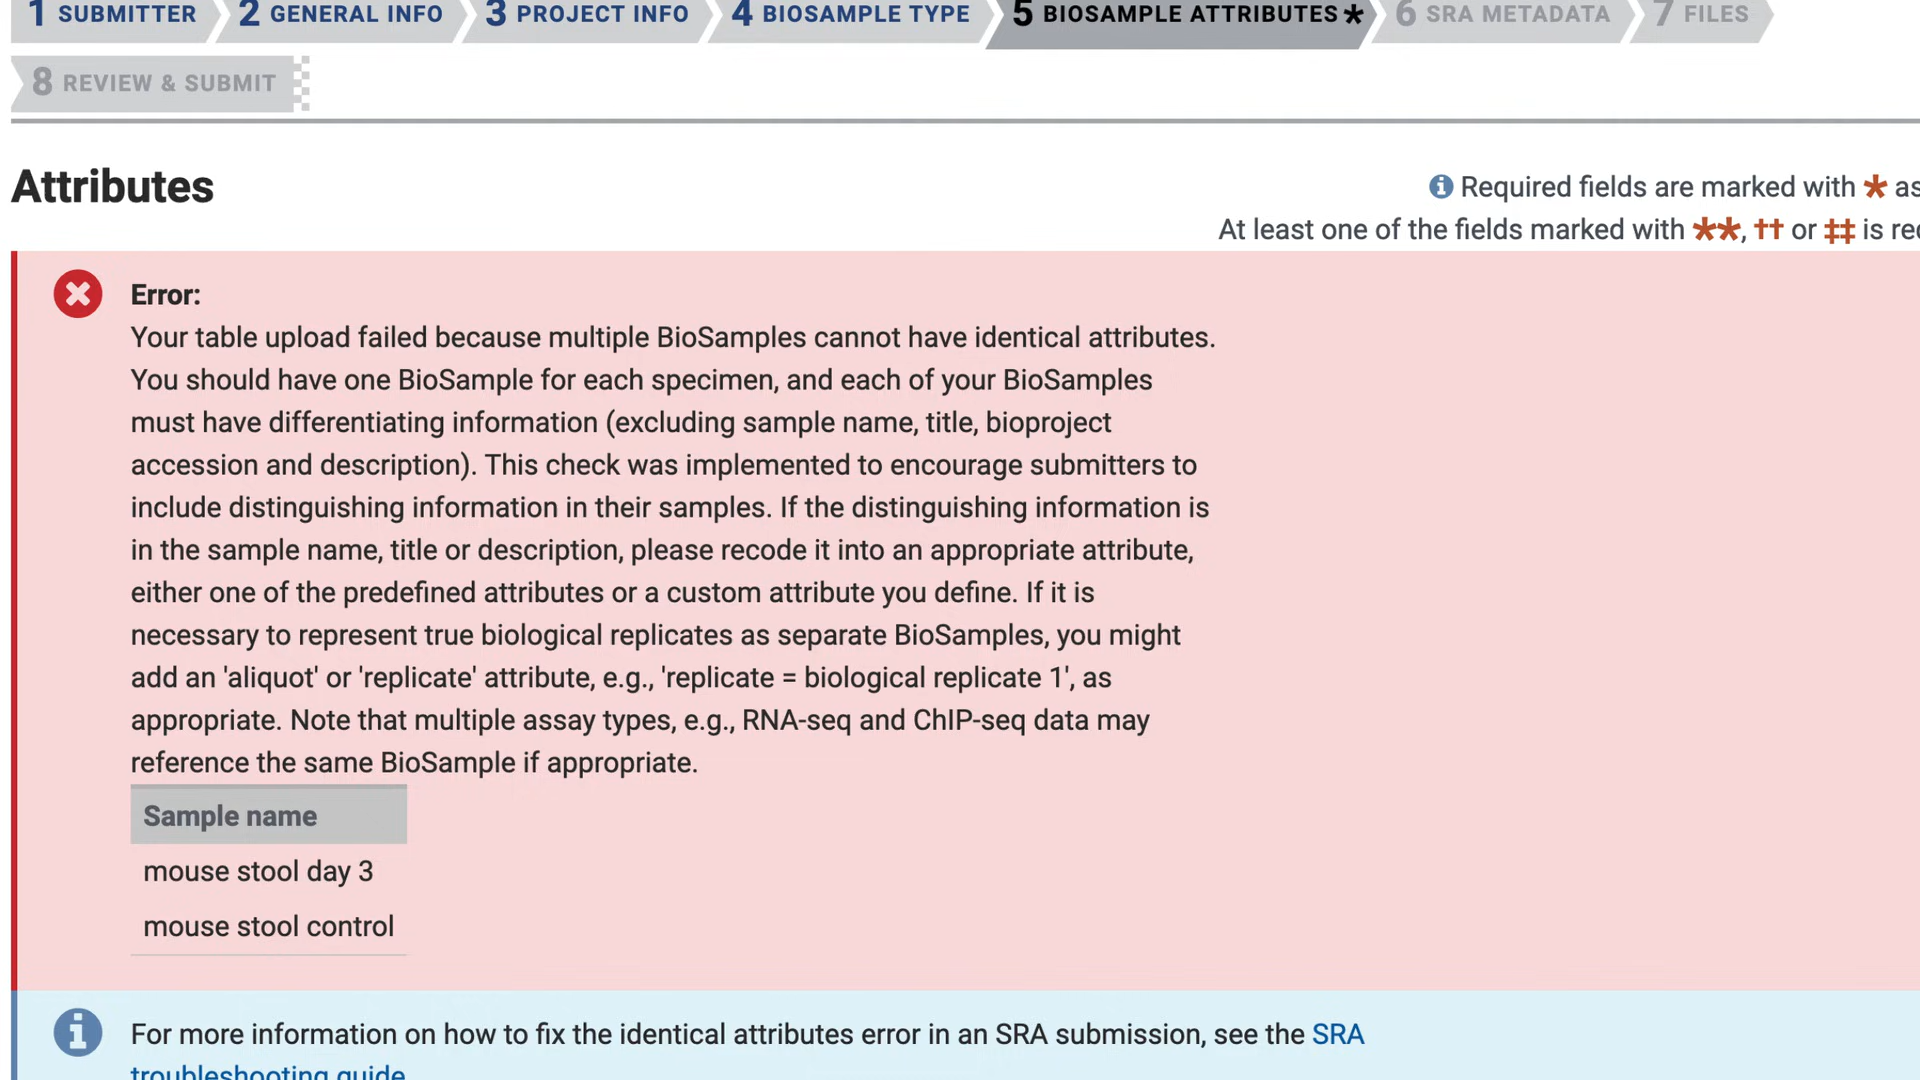 1 SUBMITTER 2 GENERAL INFO 3 PROJECT INFO 4 BIOSAMPLE TYPE 5 BIOSAMPLE ATTRIBUTES* 6 SRA METADATA 7 FILES
8 REVIEW & SUBMIT
Attributes
Required fields are marked with * as
At least one of the fields marked with **, †† or ‡‡ is rec
Error:
Your table upload failed because multiple BioSamples cannot have identical attributes.
You should have one BioSample for each specimen, and each of your BioSamples
must have differentiating information (excluding sample name, title, bioproject
accession and description). This check was implemented to encourage submitters to
include distinguishing information in their samples. If the distinguishing information is
in the sample name, title or description, please recode it into an appropriate attribute,
either one of the predefined attributes or a custom attribute you define. If it is
necessary to represent true biological replicates as separate BioSamples, you might
add an 'aliquot' or 'replicate' attribute, e.g., 'replicate = biological replicate 1', as
appropriate. Note that multiple assay types, e.g., RNA-seq and ChIP-seq data may
reference the same BioSample if appropriate.
Sample name
mouse stool day 3
mouse stool control
For more information on how to fix the identical attributes error in an SRA submission, see the SRA
troubleshooting guide